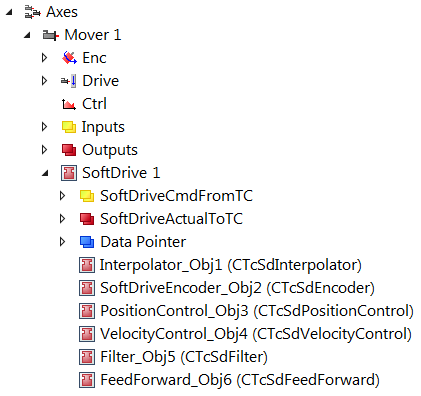 Axes
Mover 1
Enc
Drive
Ctrl
Inputs
Outputs
SoftDrive 1
SoftDriveCmdFromTC
SoftDriveActualToTC
Data Pointer
Interpolator_Obj1 (CTcSdInterpolator)
SoftDriveEncoder_Obj2 (CTcSdEncoder)
PositionControl_Obj3 (CTcSdPositionControl)
VelocityControl_Obj4 (CTcSdVelocityControl)
Filter_Obj5 (CTcSdFilter)
FeedForward_Obj6 (CTcSdFeedForward)